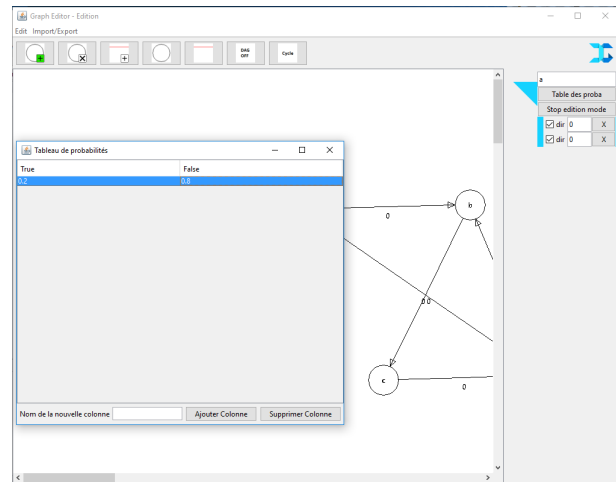 Graph Editor - Edition
Edit Import/Export
DAG OFF
Cycle
a
Table des proba
Stop edition mode
dir 0 X
dir 0 X
Tableau de probabilités
True False
0.2 0.8
Nom de la nouvelle colonne Ajouter Colonne Supprimer Colonne
b
0
0 0
c
0